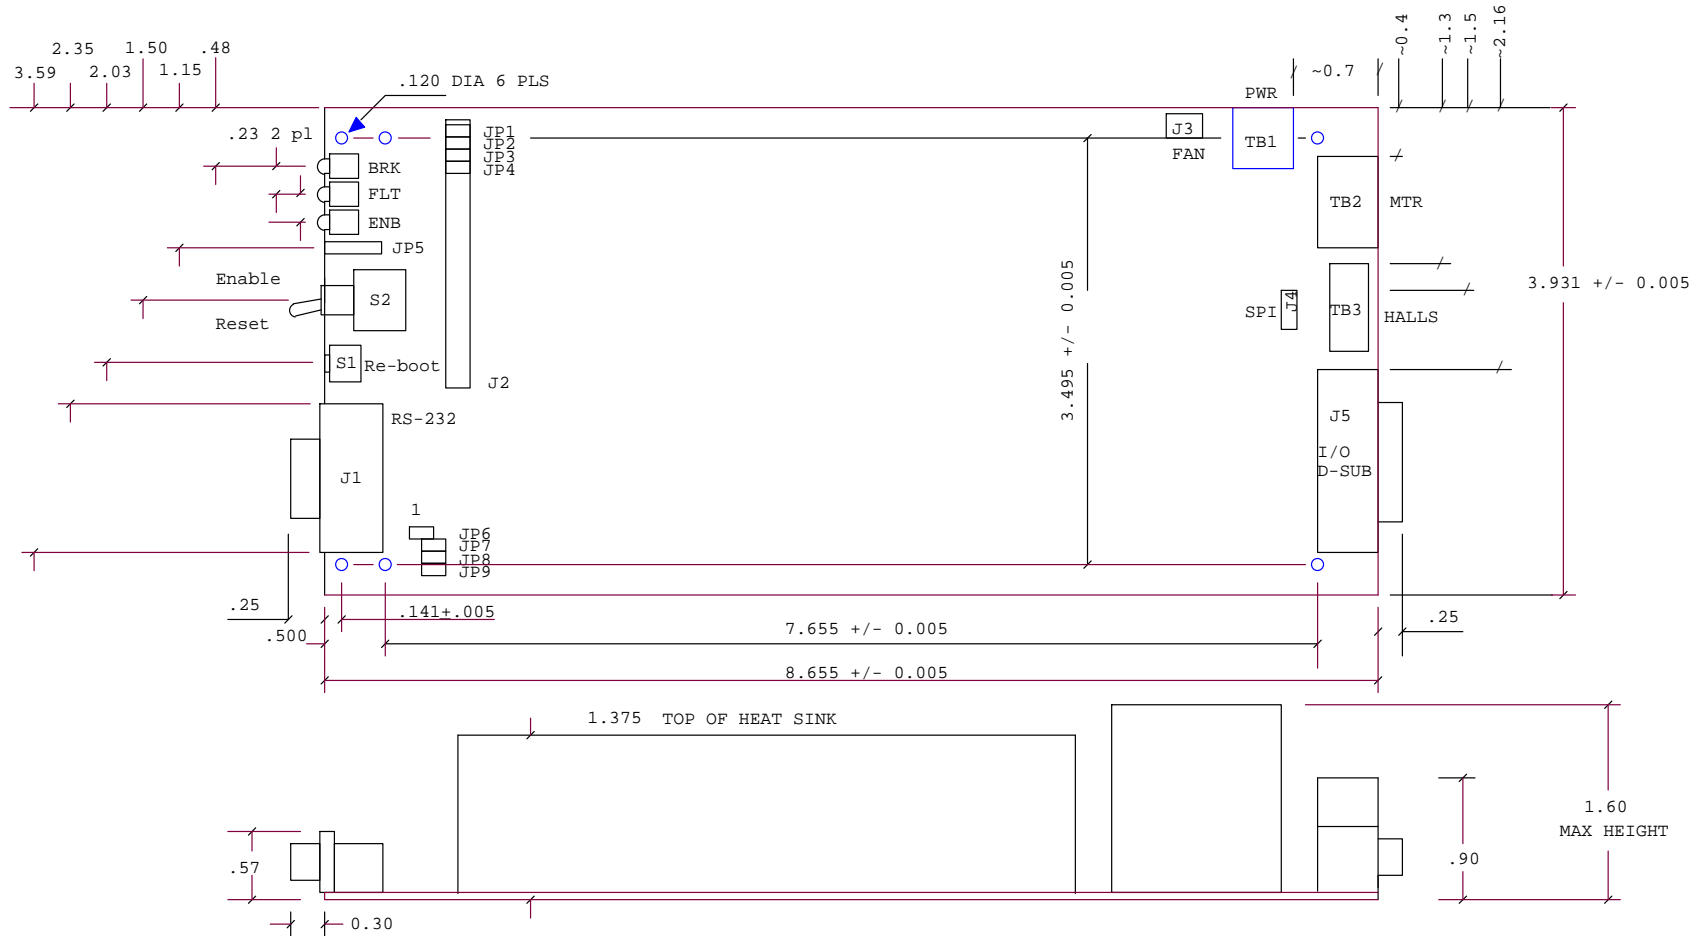 2.35
1.50
.48
3.59
2.03
1.15
.120 DIA 6 PLS
~0.7
~0.4
~1.3
~1.5
~2.16
PWR
.23 2 pl
JP1
JP2
JP3
JP4
J3
FAN
TB1
BRK
FLT
ENB
JP5
TB2
MTR
Enable
S2
Reset
3.495 +/- 0.005
SPI
J4
TB3
HALLS
3.931 +/- 0.005
S1
Re-boot
J2
RS-232
J5
I/O
D-SUB
J1
1
JP6
JP7
JP8
JP9
.25
.141±.005
.500
7.655 +/- 0.005
.25
8.655 +/- 0.005
1.375 TOP OF HEAT SINK
1.60
MAX HEIGHT
.57
.90
0.30